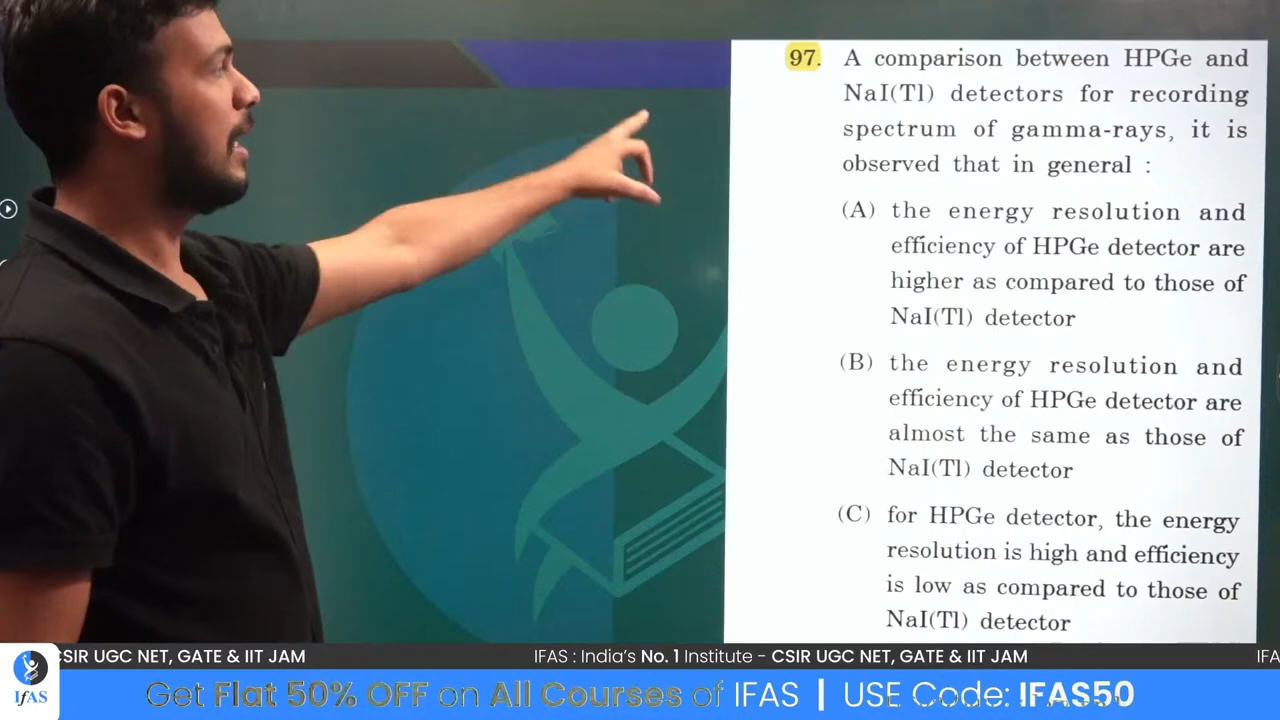 97. A comparison between HPGe and
NaI(Tl) detectors for recording
spectrum of gamma-rays, it is
observed that in general :
(A) the energy resolution and
efficiency of HPGe detector are
higher as compared to those of
NaI(Tl) detector
(B) the energy resolution and
efficiency of HPGe detector are
almost the same as those of
NaI(Tl) detector
(C) for HPGe detector, the energy
resolution is high and efficiency
is low as compared to those of
NaI(Tl) detector
CSIR UGC NET, GATE & IIT JAM
IFAS : India's No. 1 Institute - CSIR UGC NET, GATE & IIT JAM
IFA
IfAS
Get Flat 50% OFF on All Courses of IFAS | USE Code: IFAS50